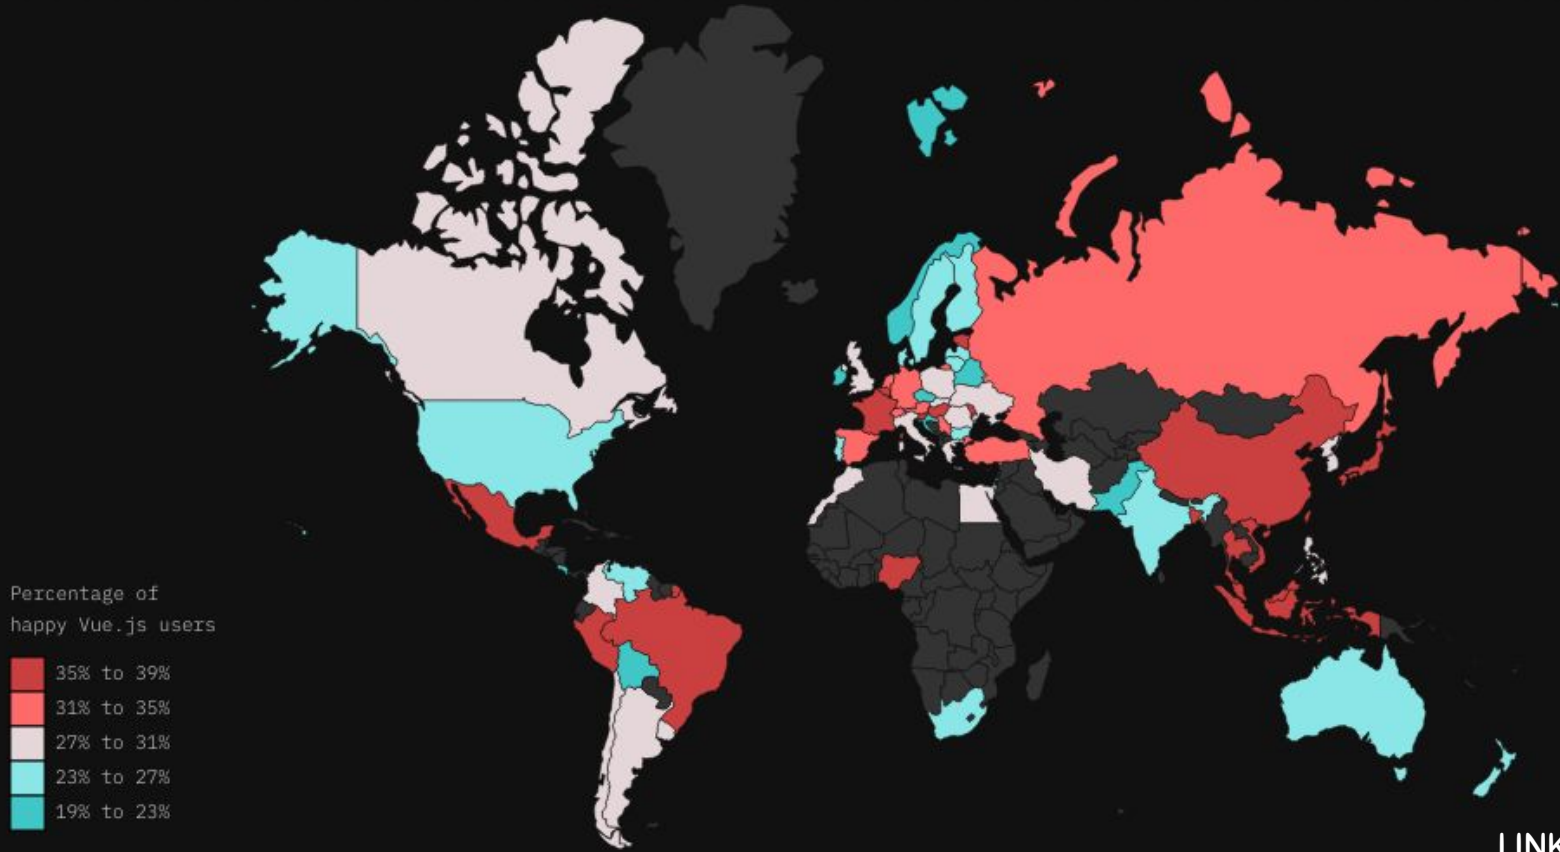 Percentage of
happy Vue.js users
35% to 39%
31% to 35%
27% to 31%
23% to 27%
19% to 23%
LINK